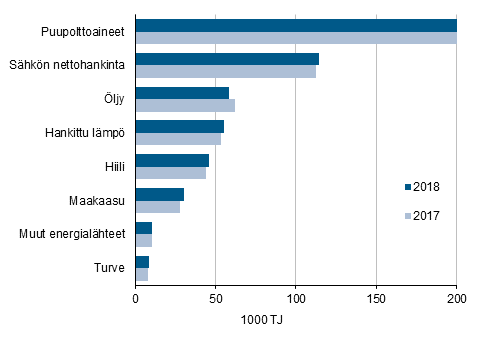 Puupolttoaineet
Sähkön nettohankinta
Öljy
Hankittu lämpö
Hiili
Maakaasu
Muut energialähteet
Turve
2018
2017
0 50 100 150 200
1000 TJ